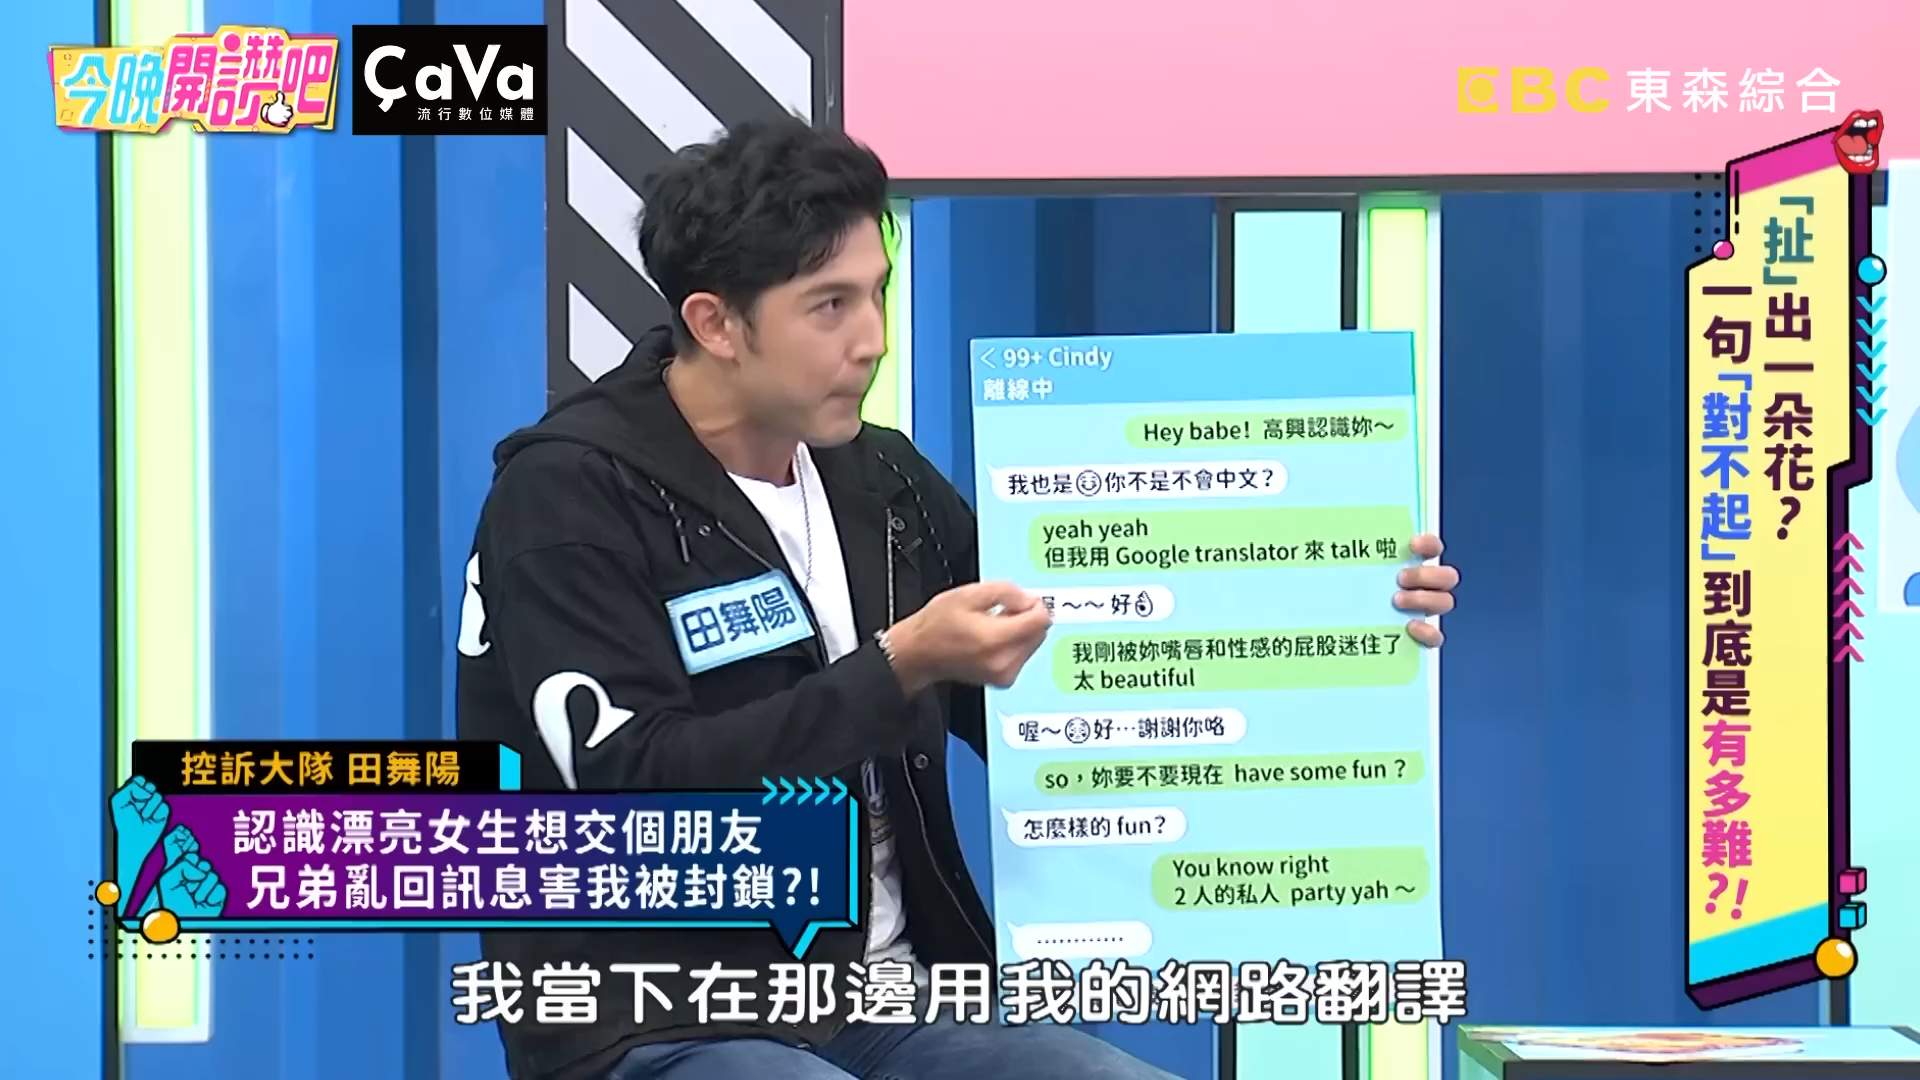 今晚開讚吧
ÇaVa
流行數位媒體
EBC 東森綜合
「扯」出一朵花?
一句「對不起」到底是有多難?!
< 99+ Cindy
離線中
Hey babe! 高興認識妳～
我也是😊你不是不會中文?
yeah yeah
但我用 Google translator 來 talk 啦
～～好👌
我剛被妳嘴唇和性感的屁股迷住了
太 beautiful
喔～😳好…謝謝你咯
so，妳要不要現在 have some fun ?
怎麼樣的 fun?
You know right
2 人的私人 party yah ～
............
田舞陽
控訴大隊 田舞陽
認識漂亮女生想交個朋友
兄弟亂回訊息害我被封鎖?!
我當下在那邊用我的網路翻譯